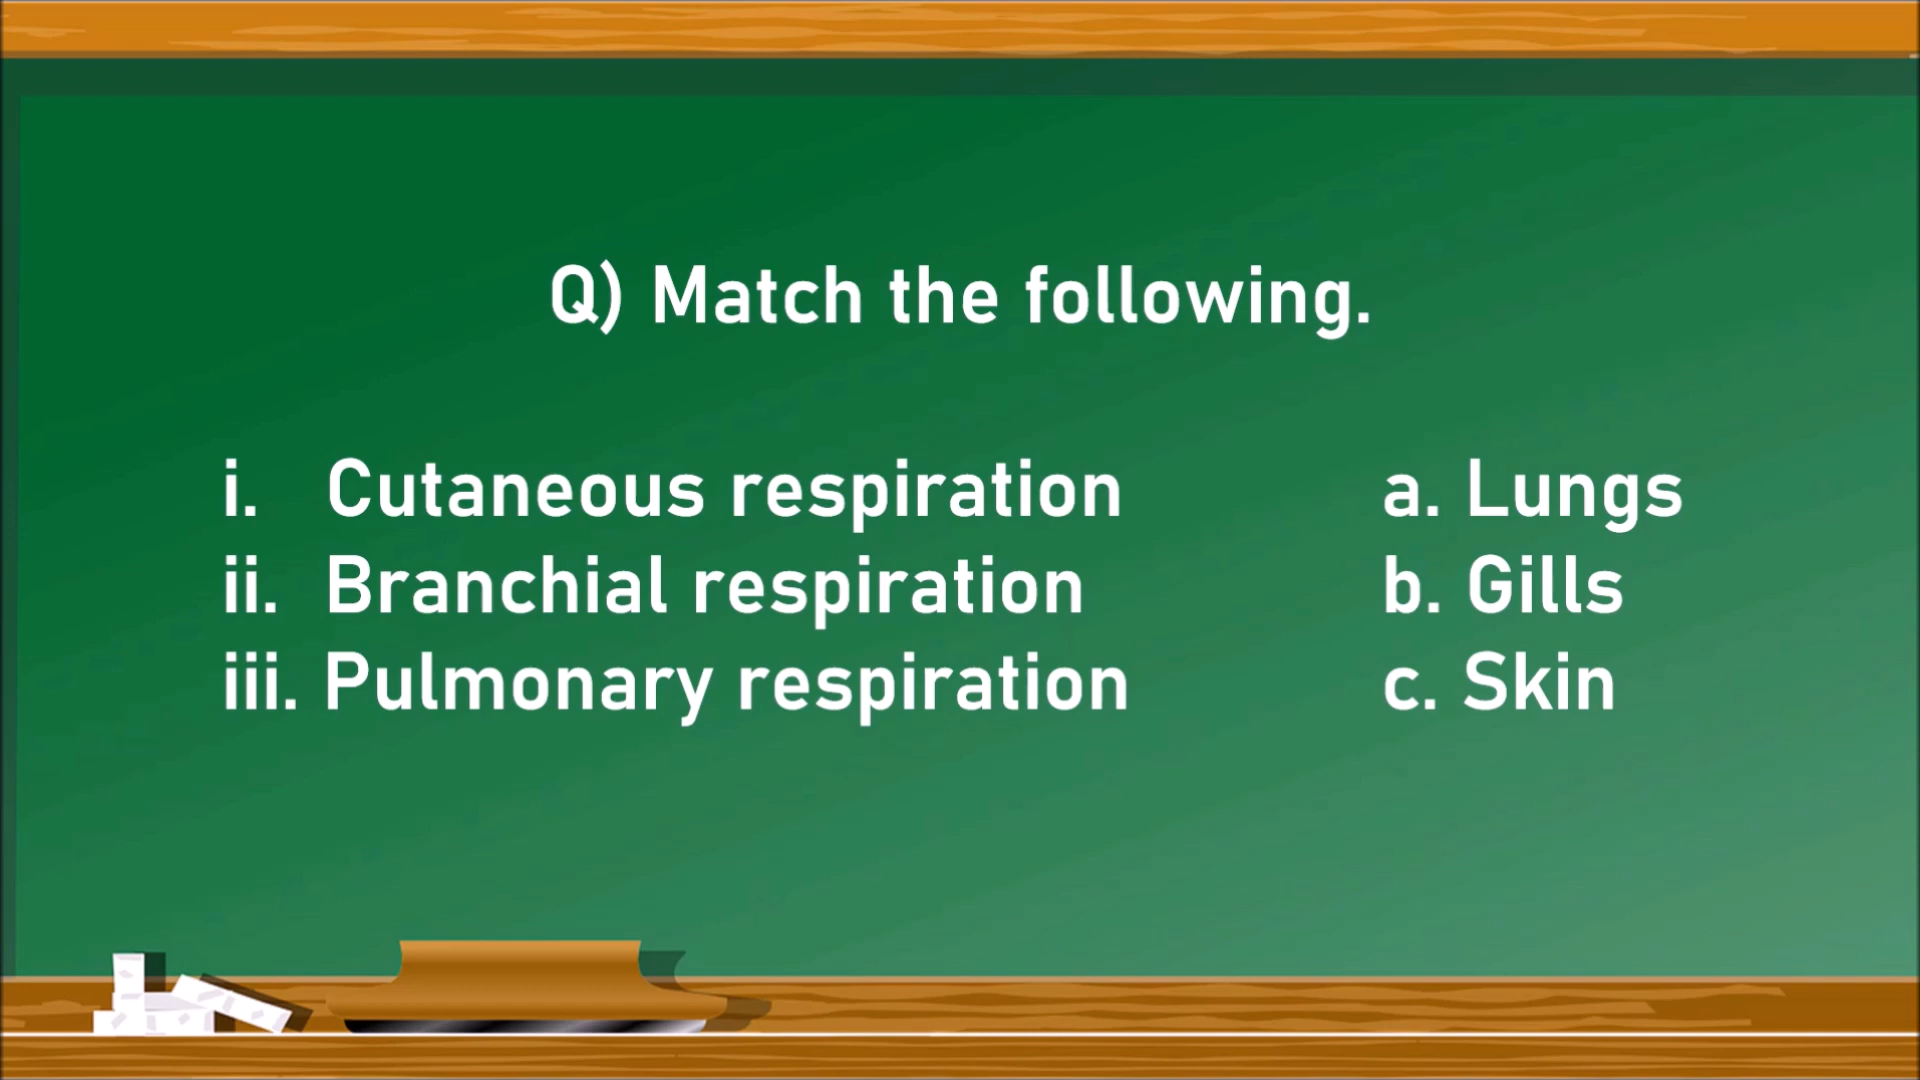 Q) Match the following.
i. Cutaneous respiration a. Lungs
ii. Branchial respiration b. Gills
iii. Pulmonary respiration c. Skin